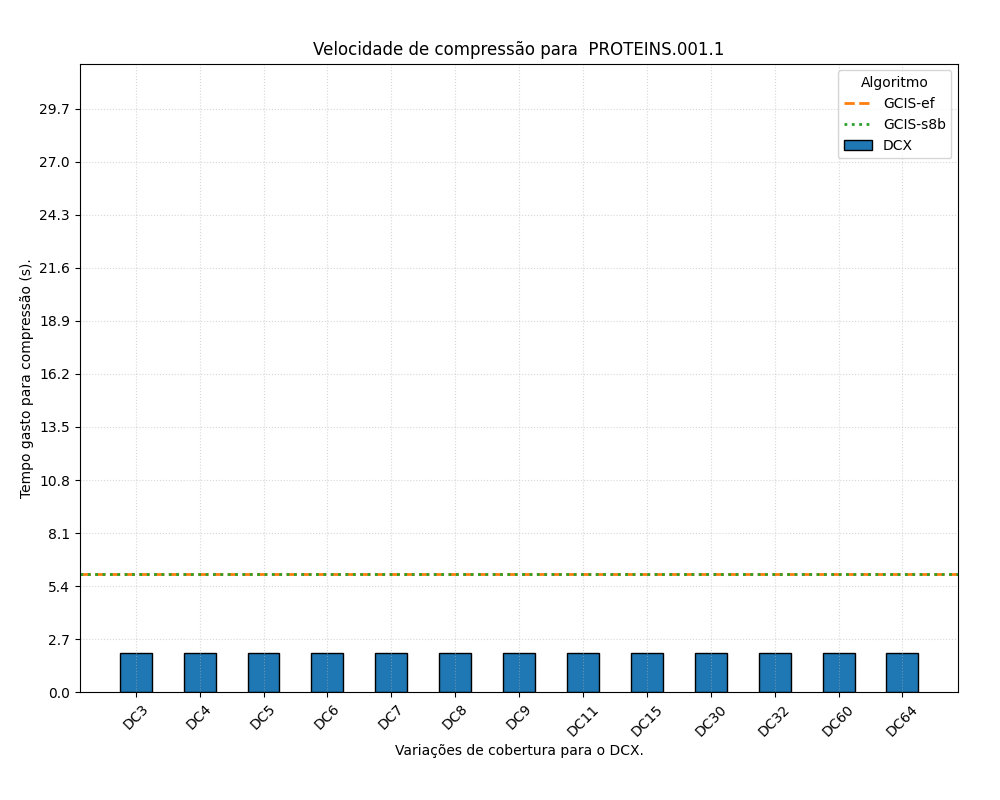 Velocidade de compressão para  PROTEINS.001.1
Algoritmo
GCIS-ef
GCIS-s8b
DCX
Tempo gasto para compressão (s).
29.7
27.0
24.3
21.6
18.9
16.2
13.5
10.8
8.1
5.4
2.7
0.0
DC3 DC4 DC5 DC6 DC7 DC8 DC9 DC11 DC15 DC30 DC32 DC60 DC64
Variações de cobertura para o DCX.